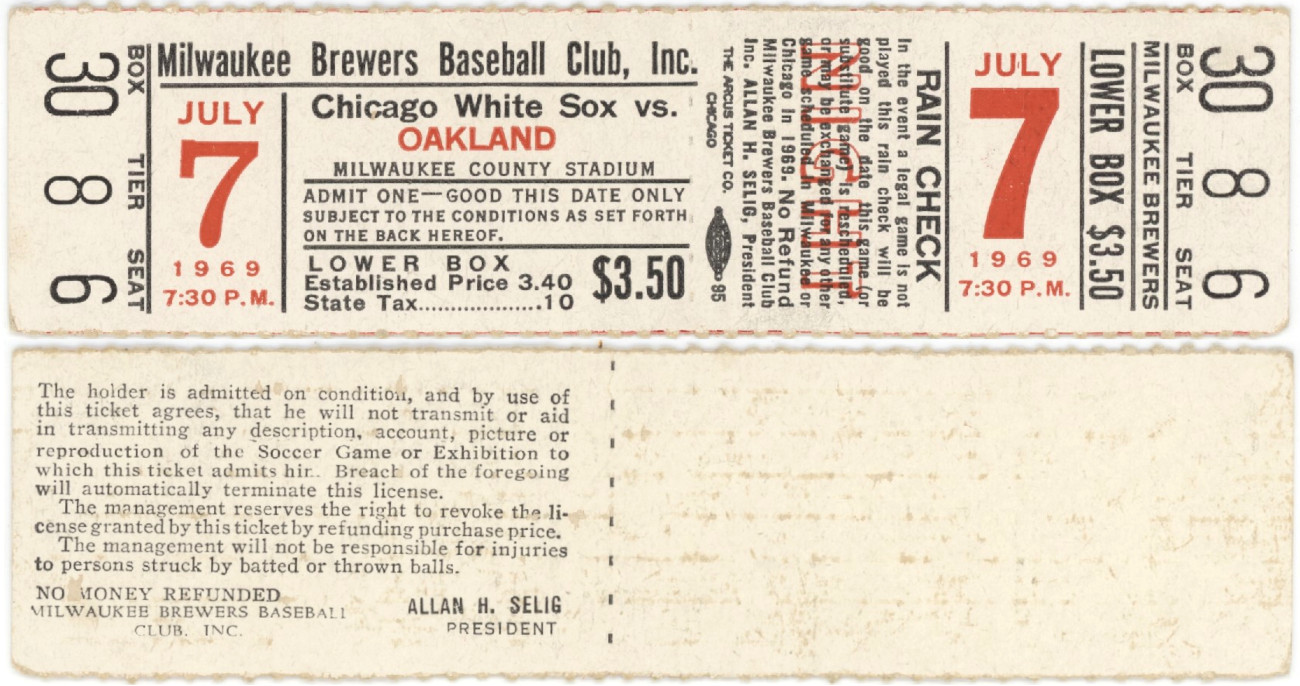 30 8 6
BOX TIER SEAT
Milwaukee Brewers Baseball Club, Inc.
JULY
7
1969
7:30 P.M.
Chicago White Sox vs.
OAKLAND
MILWAUKEE COUNTY STADIUM
ADMIT ONE—GOOD THIS DATE ONLY
SUBJECT TO THE CONDITIONS AS SET FORTH
ON THE BACK HEREOF.
LOWER BOX
Established Price 3.40
State Tax....................10
$3.50
RAIN CHECK
In the event a legal game is not
played this rain check will be
good on the date this game (or
substitute game) is rescheduled,
or may be exchanged for any other
game scheduled in Milwaukee or
Chicago in 1969. No Refund
Milwaukee Brewers Baseball Club
Inc. ALLAN H. SELIG, President
NIGHT
THE ARCUS TICKET CO.
CHICAGO
95
JULY
7
1969
7:30 P.M.
30 8 6
BOX TIER SEAT
MILWAUKEE BREWERS
LOWER BOX $3.50
The holder is admitted on condition, and by use of
this ticket agrees, that he will not transmit or aid
in transmitting any description, account, picture or
reproduction of the Soccer Game or Exhibition to
which this ticket admits him. Breach of the foregoing
will automatically terminate this license.
The management reserves the right to revoke the li-
cense granted by this ticket by refunding purchase price.
The management will not be responsible for injuries
to persons struck by batted or thrown balls.
NO MONEY REFUNDED
MILWAUKEE BREWERS BASEBALL
CLUB, INC.
ALLAN H. SELIG
PRESIDENT